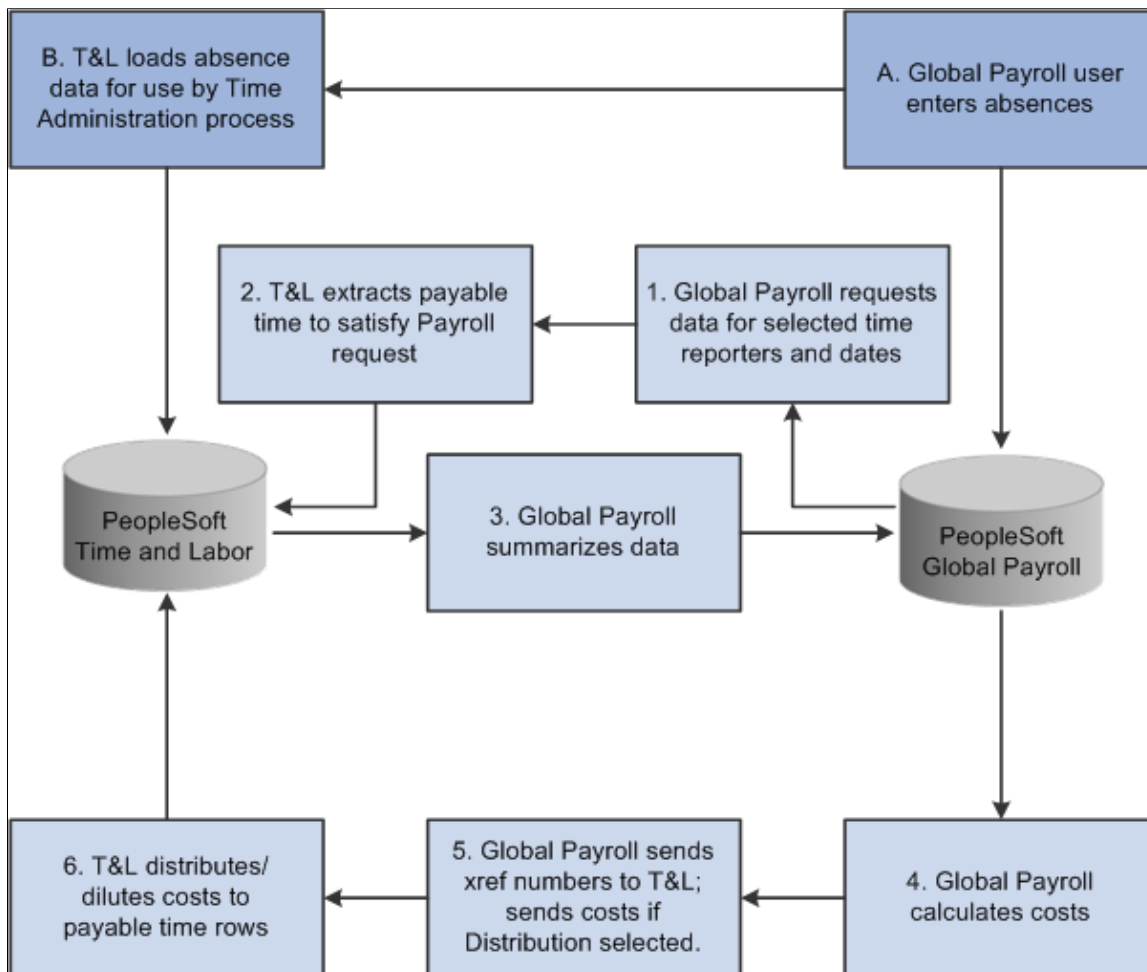 B. T&L loads absence
data for use by Time
Administration process
A. Global Payroll user
enters absences
2. T&L extracts payable
time to satisfy Payroll
request
1. Global Payroll requests
data for selected time
reporters and dates
PeopleSoft
Time and Labor
3. Global Payroll
summarizes data
PeopleSoft
Global Payroll
6. T&L distributes/
dilutes costs to
payable time rows
5. Global Payroll sends
xref numbers to T&L;
sends costs if
Distribution selected.
4. Global Payroll
calculates costs